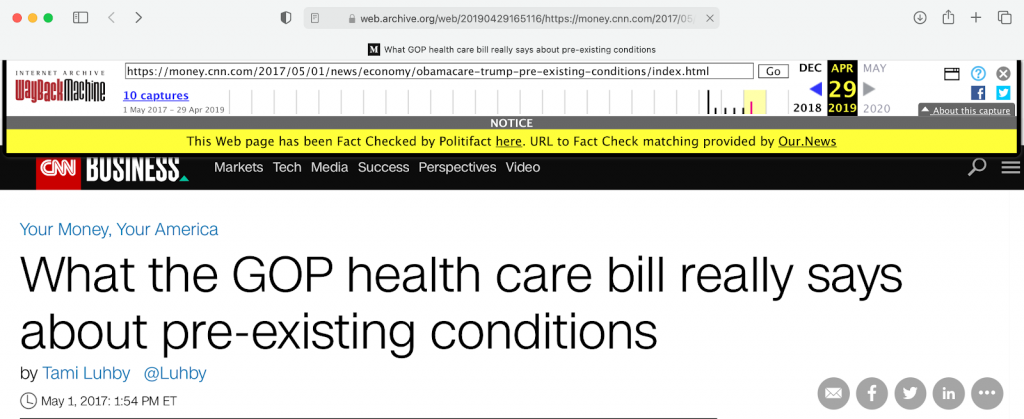 web.archive.org/web/20190429165116/https://money.cnn.com/2017/05
M What GOP health care bill really says about pre-existing conditions
INTERNET ARCHIVE
WayBackMachine
https://money.cnn.com/2017/05/01/news/economy/obamacare-trump-pre-existing-conditions/index.html
Go
DEC APR MAY
10 captures
29
1 May 2017 – 29 Apr 2019
2018 2019 2020
About this capture
NOTICE
This Web page has been Fact Checked by Politifact here. URL to Fact Check matching provided by Our.News
CNN BUSINESS Markets Tech Media Success Perspectives Video
Your Money, Your America
What the GOP health care bill really says
about pre-existing conditions
by Tami Luhby @Luhby
May 1, 2017: 1:54 PM ET